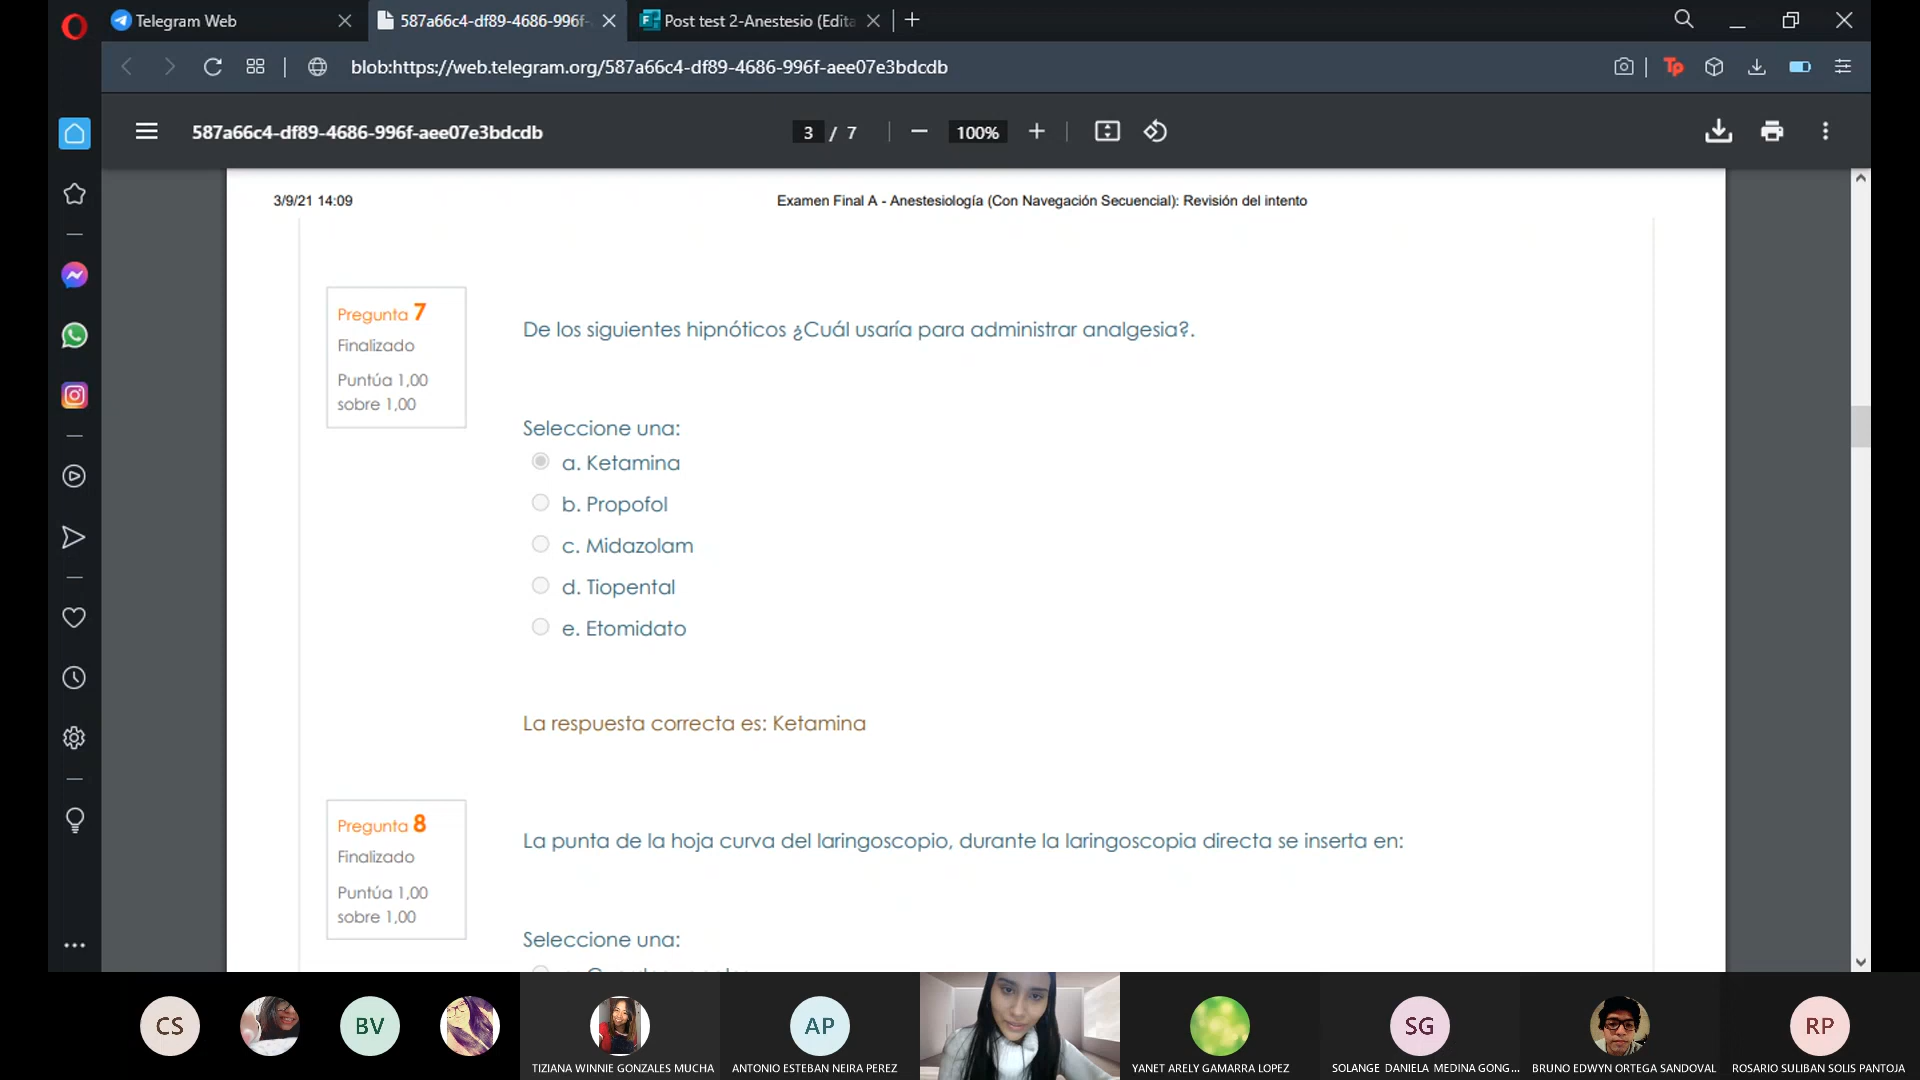 Telegram Web
587a66c4-df89-4686-996f-
Post test 2-Anestesio (Edita
blob:https://web.telegram.org/587a66c4-df89-4686-996f-aee07e3bdcdb
Tp
587a66c4-df89-4686-996f-aee07e3bdcdb
3 / 7
100%
3/9/21 14:09
Examen Final A - Anestesiología (Con Navegación Secuencial): Revisión del intento
Pregunta 7
Finalizado
Puntúa 1,00
sobre 1,00
De los siguientes hipnóticos ¿Cuál usaría para administrar analgesia?.
Seleccione una:
a. Ketamina
b. Propofol
c. Midazolam
d. Tiopental
e. Etomidato
La respuesta correcta es: Ketamina
Pregunta 8
Finalizado
Puntúa 1,00
sobre 1,00
La punta de la hoja curva del laringoscopio, durante la laringoscopia directa se inserta en:
Seleccione una:
CS
BV
AP
SG
RP
TIZIANA WINNIE GONZALES MUCHA
ANTONIO ESTEBAN NEIRA PEREZ
YANET ARELY GAMARRA LOPEZ
SOLANGE DANIELA MEDINA GONG...
BRUNO EDWYN ORTEGA SANDOVAL
ROSARIO SULIBAN SOLIS PANTOJA